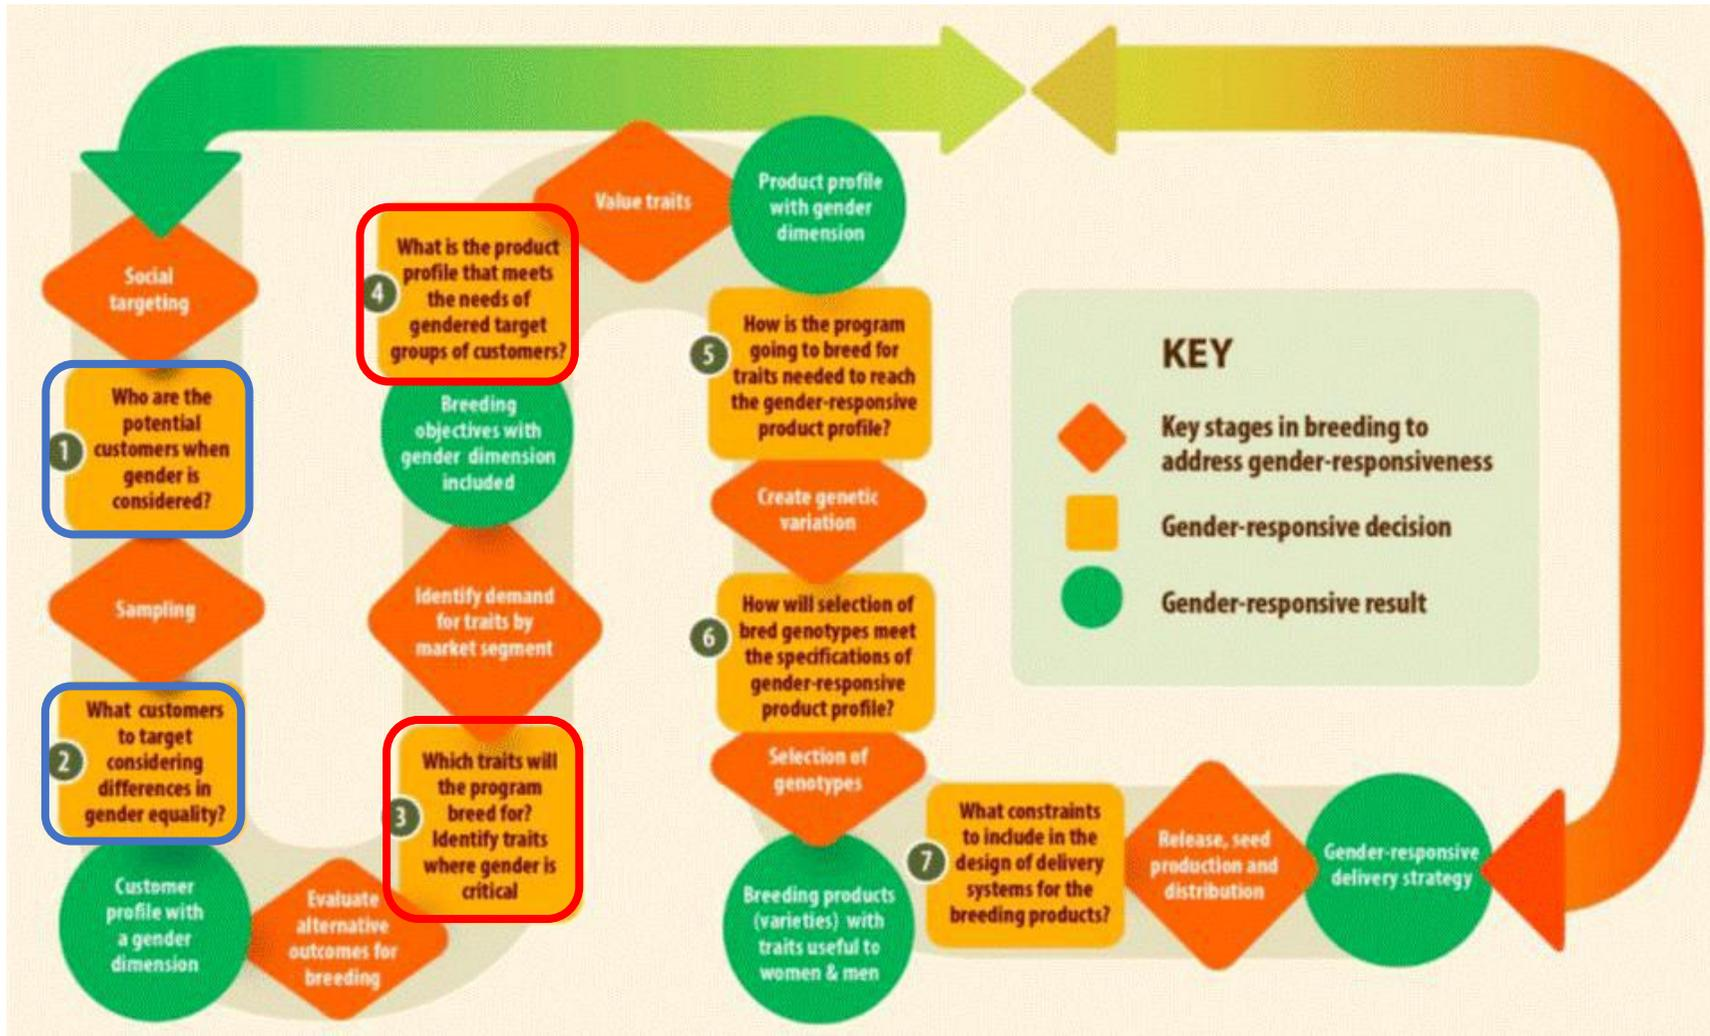 Social
targeting
1
Who are the
potential
customers when
gender is
considered?
Sampling
2
What customers
to target
considering
differences in
gender equality?
Customer
profile with
a gender
dimension
Evaluate
alternative
outcomes for
breeding
3
Which traits will
the program
breed for?
Identify traits
where gender is
critical
Identify demand
for traits by
market segment
Breeding
objectives with
gender dimension
included
4
What is the product
profile that meets
the needs of
gendered target
groups of customers?
Value traits
Product profile
with gender
dimension
5
How is the program
going to breed for
traits needed to reach
the gender-responsive
product profile?
Create genetic
variation
6
How will selection of
bred genotypes meet
the specifications of
gender-responsive
product profile?
Selection of
genotypes
Breeding products
(varieties) with
traits useful to
women & men
7
What constraints
to include in the
design of delivery
systems for the
breeding products?
Release, seed
production and
distribution
Gender-responsive
delivery strategy
KEY
Key stages in breeding to
address gender-responsiveness
Gender-responsive decision
Gender-responsive result